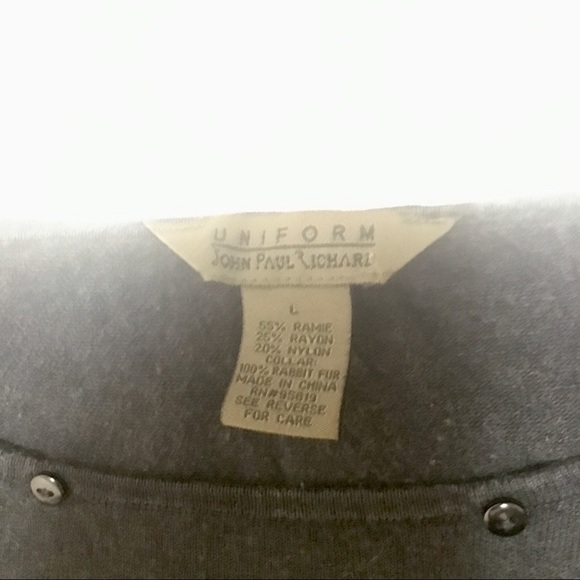 UNIFORM
JOHN PAUL RICHARD
L
55% RAMIE
25% RAYON
20% NYLON
COLLAR:
100% RABBIT FUR
MADE IN CHINA
RN#95619
SEE REVERSE
FOR CARE